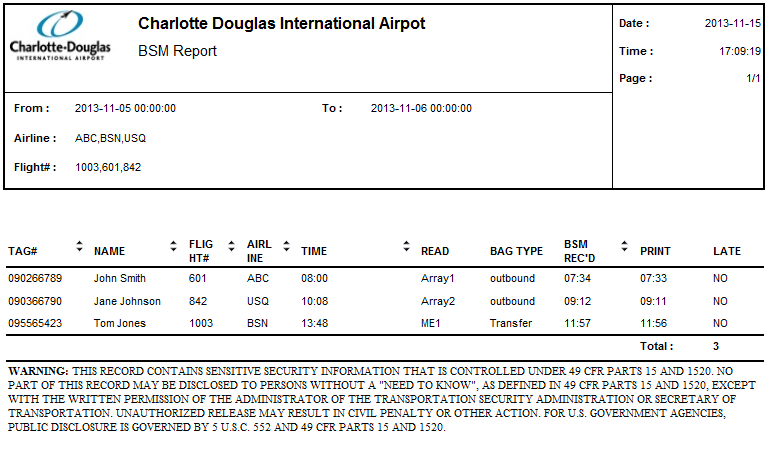 Charlotte-Douglas
INTERNATIONAL AIRPORT
Charlotte Douglas International Airpot
BSM Report
Date : 2013-11-15
Time : 17:09:19
Page : 1/1
From : 2013-11-05 00:00:00 To : 2013-11-06 00:00:00
Airline : ABC,BSN,USQ
Flight# : 1003,601,842
TAG# NAME FLIG HT# AIRL INE TIME READ BAG TYPE BSM REC'D PRINT LATE
090266789 John Smith 601 ABC 08:00 Array1 outbound 07:34 07:33 NO
090366790 Jane Johnson 842 USQ 10:08 Array2 outbound 09:12 09:11 NO
095565423 Tom Jones 1003 BSN 13:48 ME1 Transfer 11:57 11:56 NO
Total : 3
WARNING: THIS RECORD CONTAINS SENSITIVE SECURITY INFORMATION THAT IS CONTROLLED UNDER 49 CFR PARTS 15 AND 1520. NO
PART OF THIS RECORD MAY BE DISCLOSED TO PERSONS WITHOUT A "NEED TO KNOW", AS DEFINED IN 49 CFR PARTS 15 AND 1520, EXCEPT
WITH THE WRITTEN PERMISSION OF THE ADMINISTRATOR OF THE TRANSPORTATION SECURITY ADMINISTRATION OR SECRETARY OF
TRANSPORTATION. UNAUTHORIZED RELEASE MAY RESULT IN CIVIL PENALTY OR OTHER ACTION. FOR U.S. GOVERNMENT AGENCIES,
PUBLIC DISCLOSURE IS GOVERNED BY 5 U.S.C. 552 AND 49 CFR PARTS 15 AND 1520.